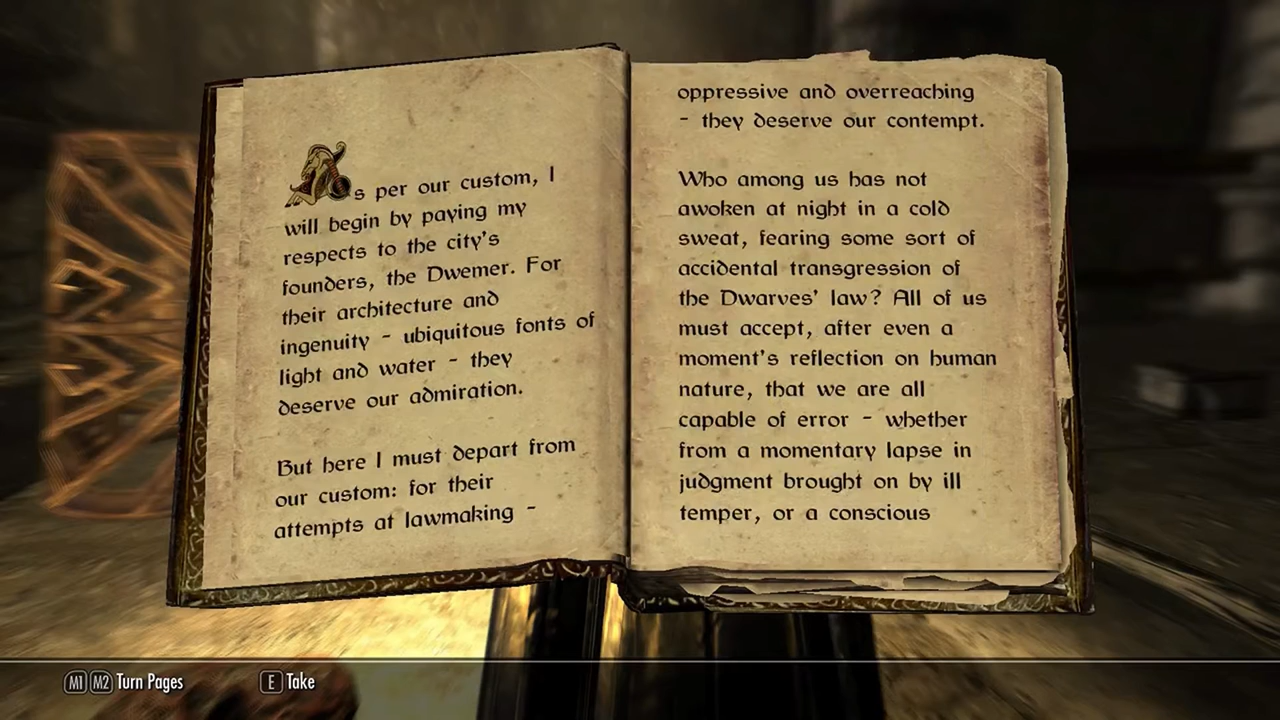 As per our custom, I
will begin by paying my
respects to the city's
founders, the Dwemer. For
their architecture and
ingenuity - ubiquitous fonts of
light and water - they
deserve our admiration.
But here I must depart from
our custom: for their
attempts at lawmaking -
oppressive and overreaching
- they deserve our contempt.
Who among us has not
awoken at night in a cold
sweat, fearing some sort of
accidental transgression of
the Dwarves' law? All of us
must accept, after even a
moment's reflection on human
nature, that we are all
capable of error - whether
from a momentary lapse in
judgment brought on by ill
temper, or a conscious
M1 M2 Turn Pages
E Take